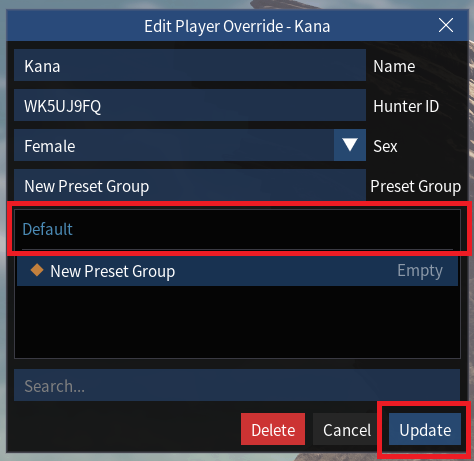 Edit Player Override - Kana
Kana Name
WK5UJ9FQ Hunter ID
Female Sex
New Preset Group Preset Group
Default
New Preset Group Empty
Search...
Delete Cancel Update